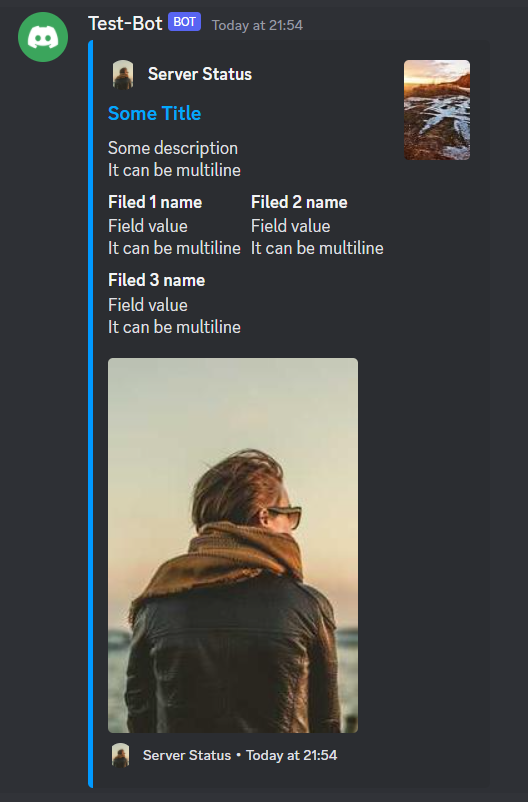 Test-Bot BOT Today at 21:54
Server Status
Some Title
Some description
It can be multiline
Filed 1 name Filed 2 name
Field value Field value
It can be multiline It can be multiline
Filed 3 name
Field value
It can be multiline
Server Status • Today at 21:54